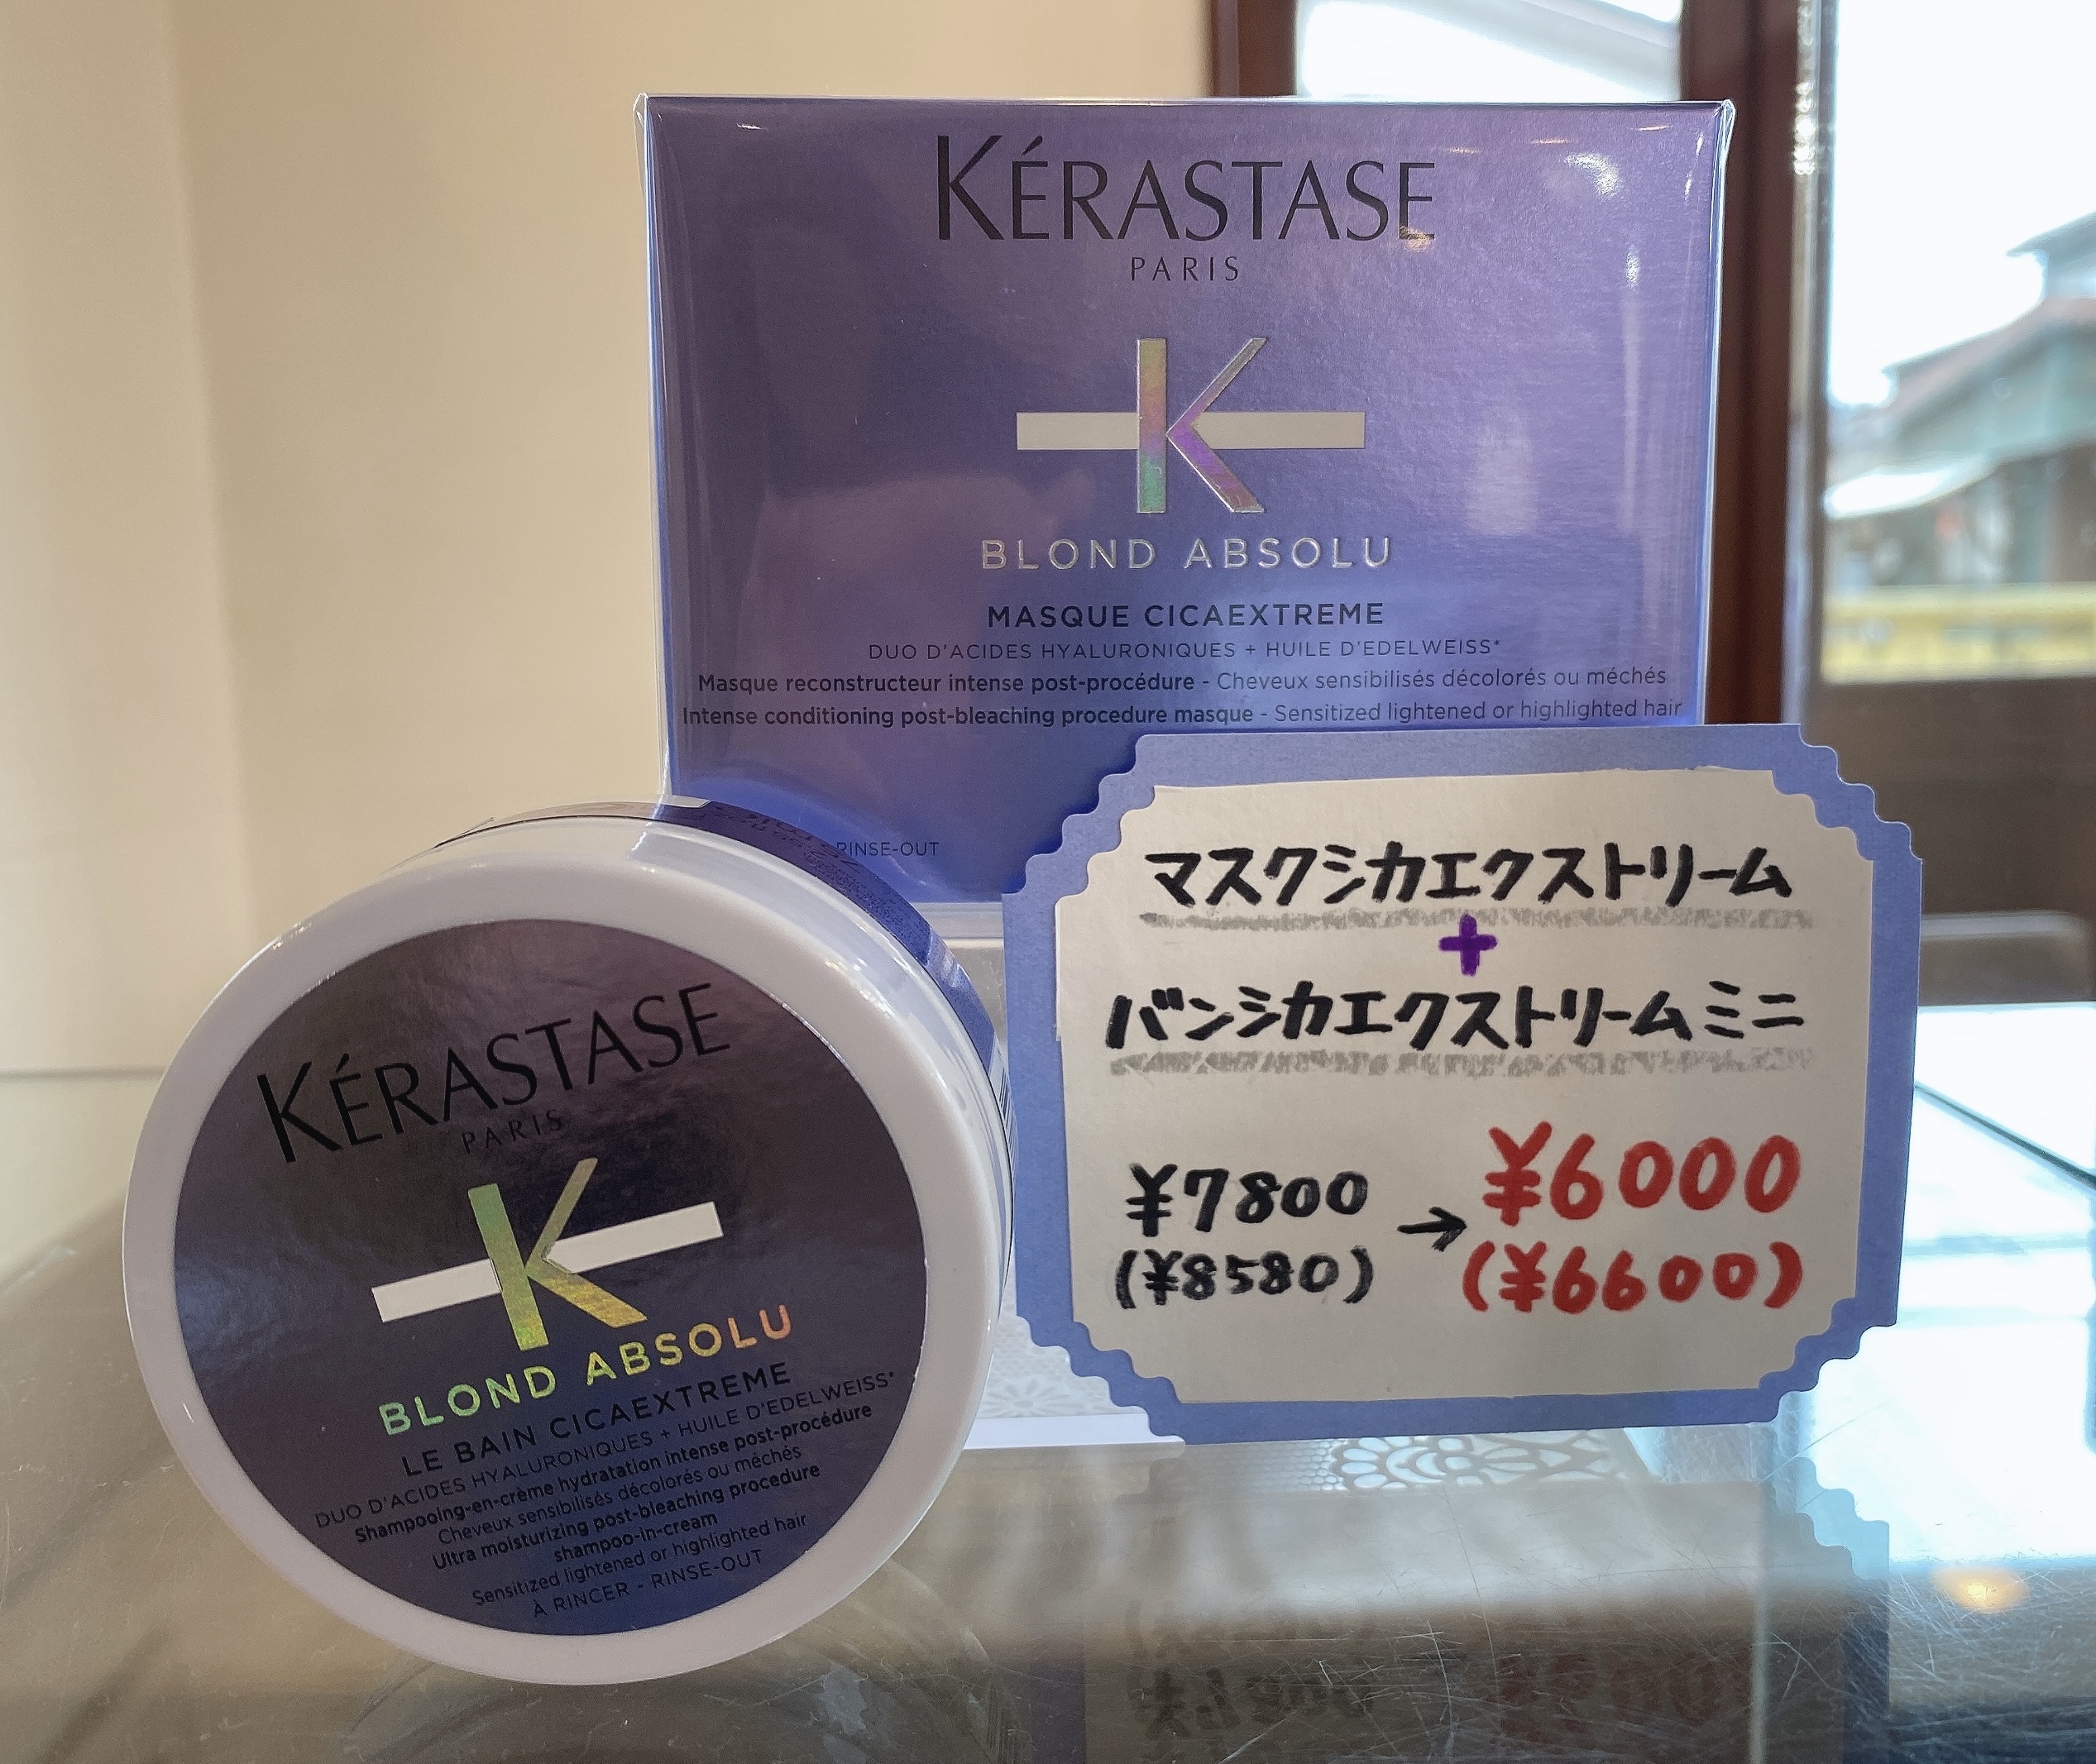 KÉRASTASE
PARIS
K
BLOND ABSOLU
MASQUE CICAEXTREME
DUO D'ACIDES HYALURONIQUES + HUILE D'EDELWEISS*
Masque reconstructeur intense post-procédure - Cheveux sensibilisés décolorés ou méchés
Intense conditioning post-bleaching procedure masque - Sensitized lightened or highlighted hair
RINSE-OUT
マスクシカエクストリーム
+
バンシカエクストリームミニ
¥7800 → ¥6000
(¥8580) (¥6600)
KÉRASTASE
PARIS
K
BLOND ABSOLU
LE BAIN CICAEXTREME
DUO D'ACIDES HYALURONIQUES + HUILE D'EDELWEISS*
Shampooing-en-crème hydratation intense post-procédure
Cheveux sensibilisés décolorés ou méchés
Ultra moisturizing post-bleaching procedure
shampoo-in-cream
Sensitized lightened or highlighted hair
À RINCER - RINSE-OUT